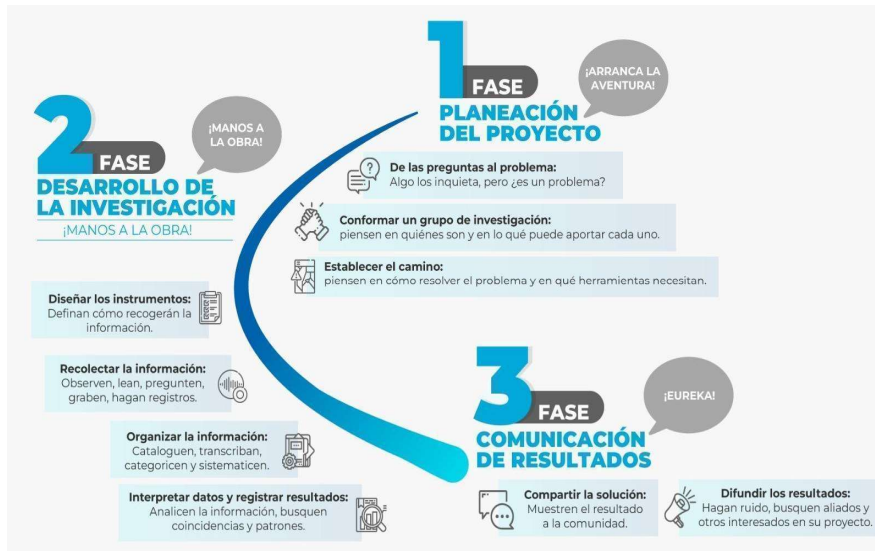 1
FASE
¡ARRANCA LA
AVENTURA!
PLANEACIÓN
DEL PROYECTO
De las preguntas al problema:
Algo los inquieta, pero ¿es un problema?
Conformar un grupo de investigación:
piensen en quiénes son y en lo qué puede aportar cada uno.
Establecer el camino:
piensen en cómo resolver el problema y en qué herramientas necesitan.
2
FASE
¡MANOS A
LA OBRA!
DESARROLLO DE
LA INVESTIGACIÓN
¡MANOS A LA OBRA!
Diseñar los instrumentos:
Definan cómo recogerán la
información.
Recolectar la información:
Observen, lean, pregunten,
graben, hagan registros.
Organizar la información:
Cataloguen, transcriban,
categoricen y sistematicen.
Interpretar datos y registrar resultados:
Analicen la información, busquen
coincidencias y patrones.
3
FASE
¡EUREKA!
COMUNICACIÓN
DE RESULTADOS
Compartir la solución:
Muestren el resultado
a la comunidad.
Difundir los resultados:
Hagan ruido, busquen aliados y
otros interesados en su proyecto.